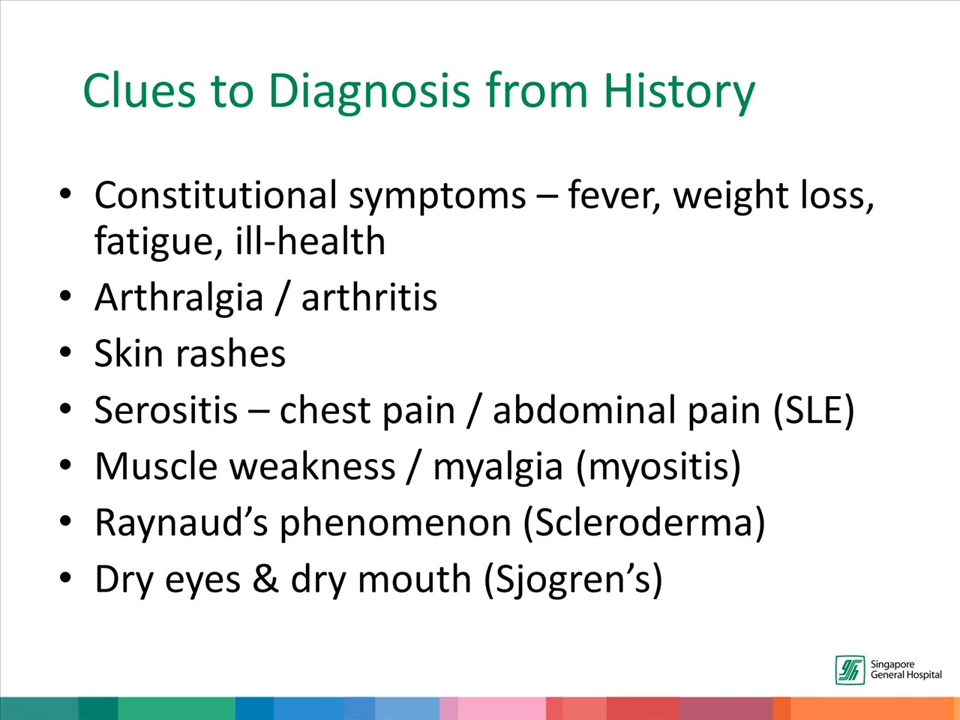 Clues to Diagnosis from History
• Constitutional symptoms – fever, weight loss,
fatigue, ill-health
• Arthralgia / arthritis
• Skin rashes
• Serositis – chest pain / abdominal pain (SLE)
• Muscle weakness / myalgia (myositis)
• Raynaud’s phenomenon (Scleroderma)
• Dry eyes & dry mouth (Sjogren’s)
Singapore
General Hospital